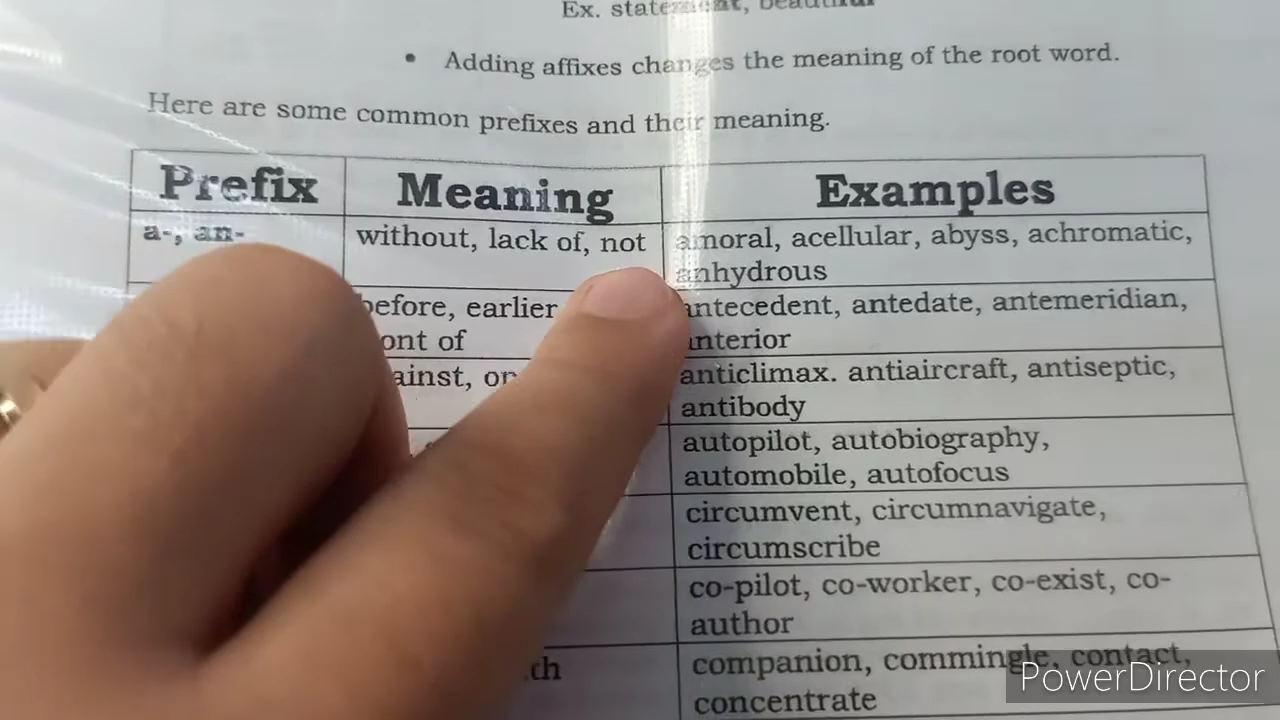 Ex. statement, beautiful
• Adding affixes changes the meaning of the root word.
Here are some common prefixes and their meaning.
Prefix Meaning Examples
a-, an- without, lack of, not amoral, acellular, abyss, achromatic,
anhydrous
before, earlier antecedent, antedate, antemeridian,
ont of anterior
ainst, op anticlimax. antiaircraft, antiseptic,
antibody
autopilot, autobiography,
automobile, autofocus
circumvent, circumnavigate,
circumscribe
co-pilot, co-worker, co-exist, co-
author
th companion, commingle, contact,
concentrate
PowerDirector